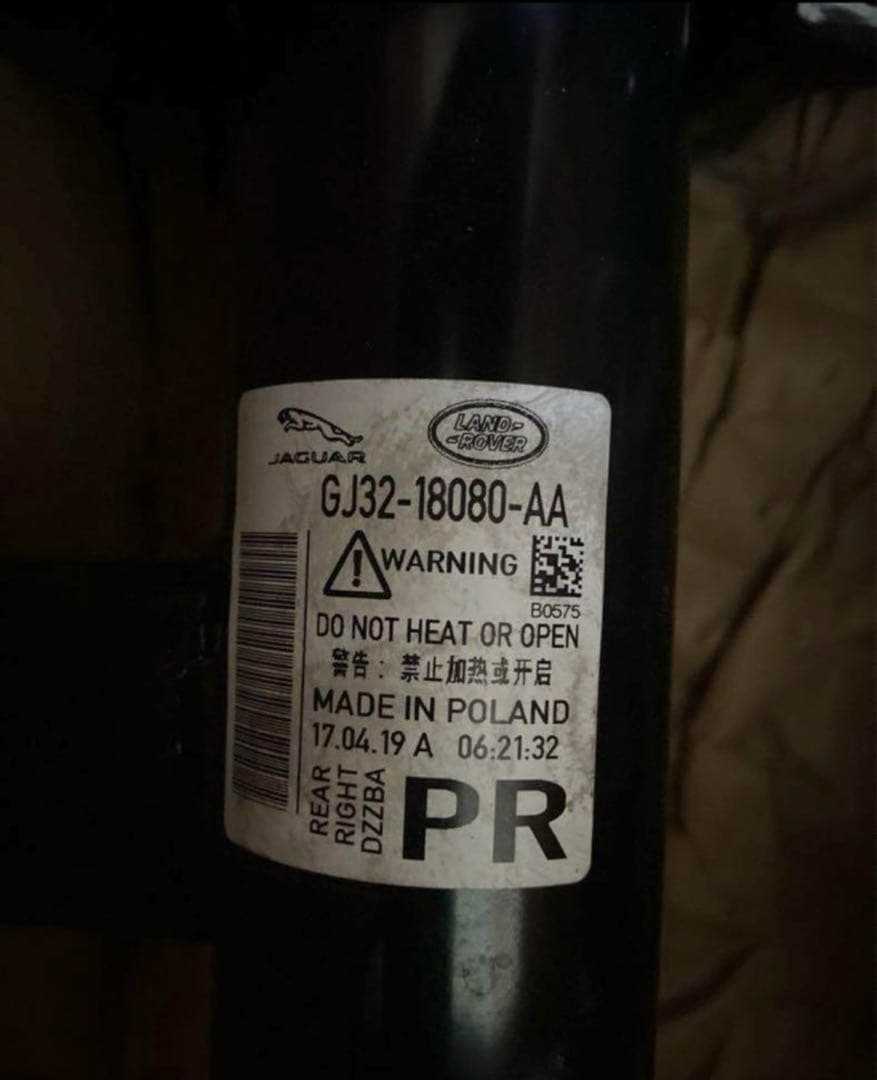 JAGUAR
LAND-
-ROVER
GJ32-18080-AA
WARNING
B0575
DO NOT HEAT OR OPEN
警告：禁止加热或开启
MADE IN POLAND
17.04.19 A 06:21:32
REAR
RIGHT
DZZBA
PR